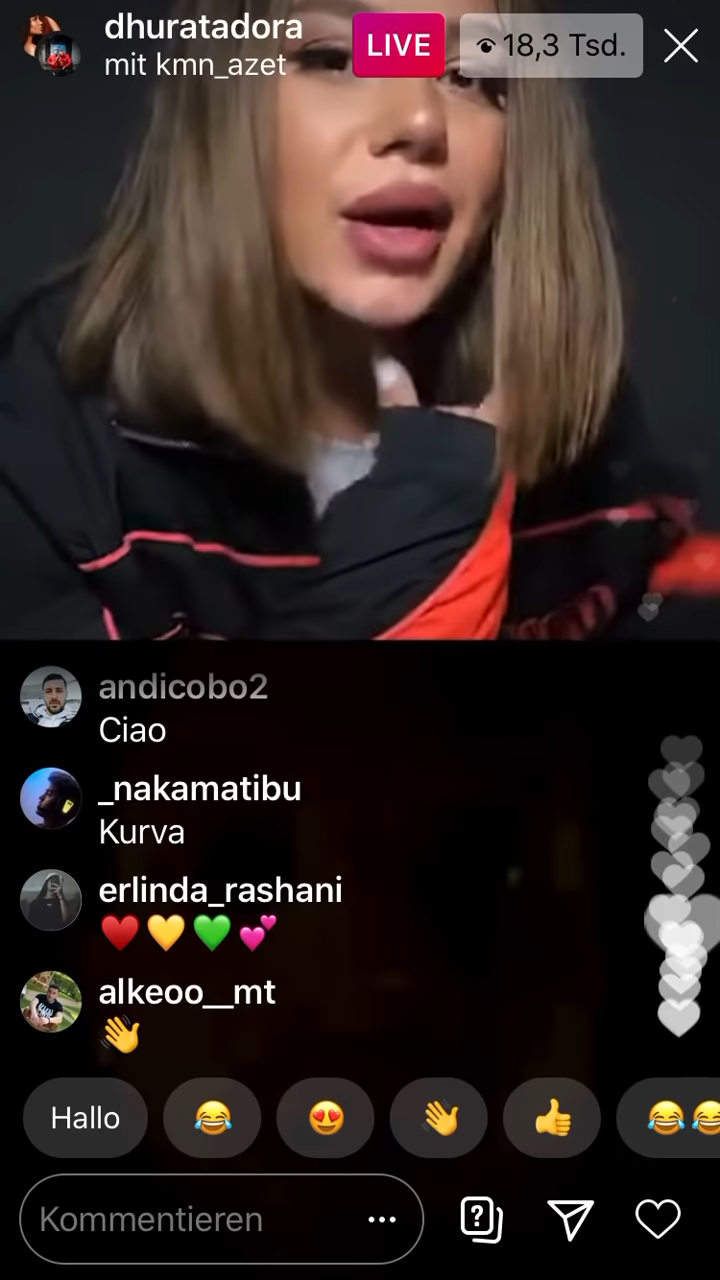 dhuratadora
mit kmn_azet
LIVE
18,3 Tsd.
andicobo2
Ciao
_nakamatibu
Kurva
erlinda_rashani
❤️💛💚💕
alkeoo__mt
👋
Hallo 😂 😍 👋 👍 😂😂
Kommentieren